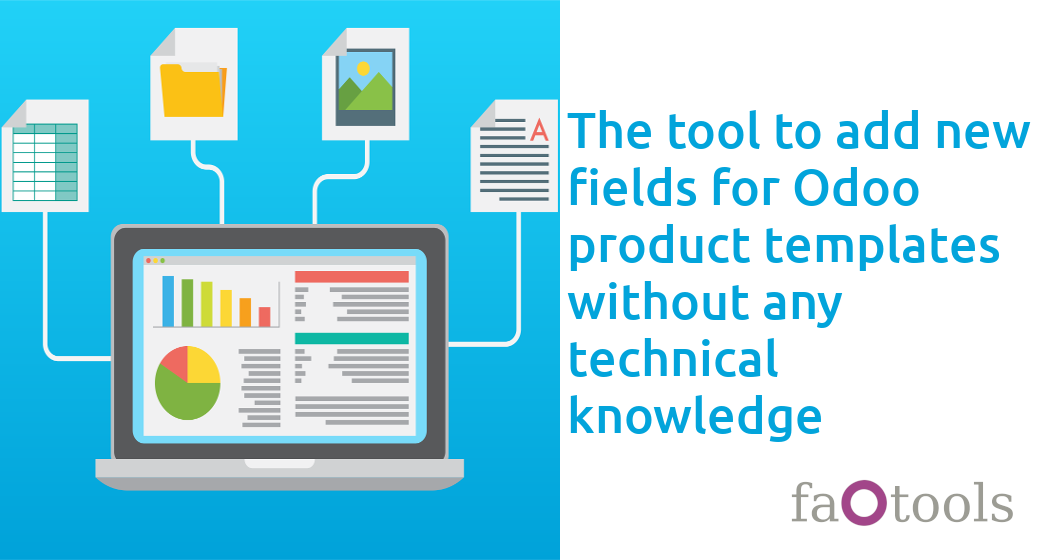 A
The tool to add new
fields for Odoo
product templates
without any
technical
knowledge
faOtools